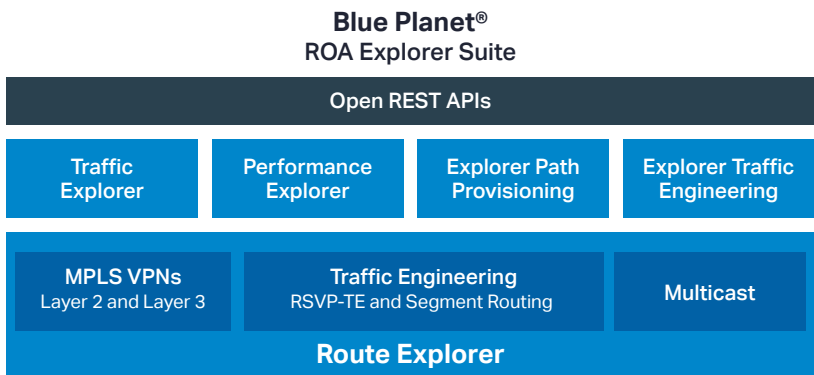 Blue Planet®
ROA Explorer Suite
Open REST APIs
Traffic
Explorer
Performance
Explorer
Explorer Path
Provisioning
Explorer Traffic
Engineering
MPLS VPNs
Layer 2 and Layer 3
Traffic Engineering
RSVP-TE and Segment Routing
Multicast
Route Explorer